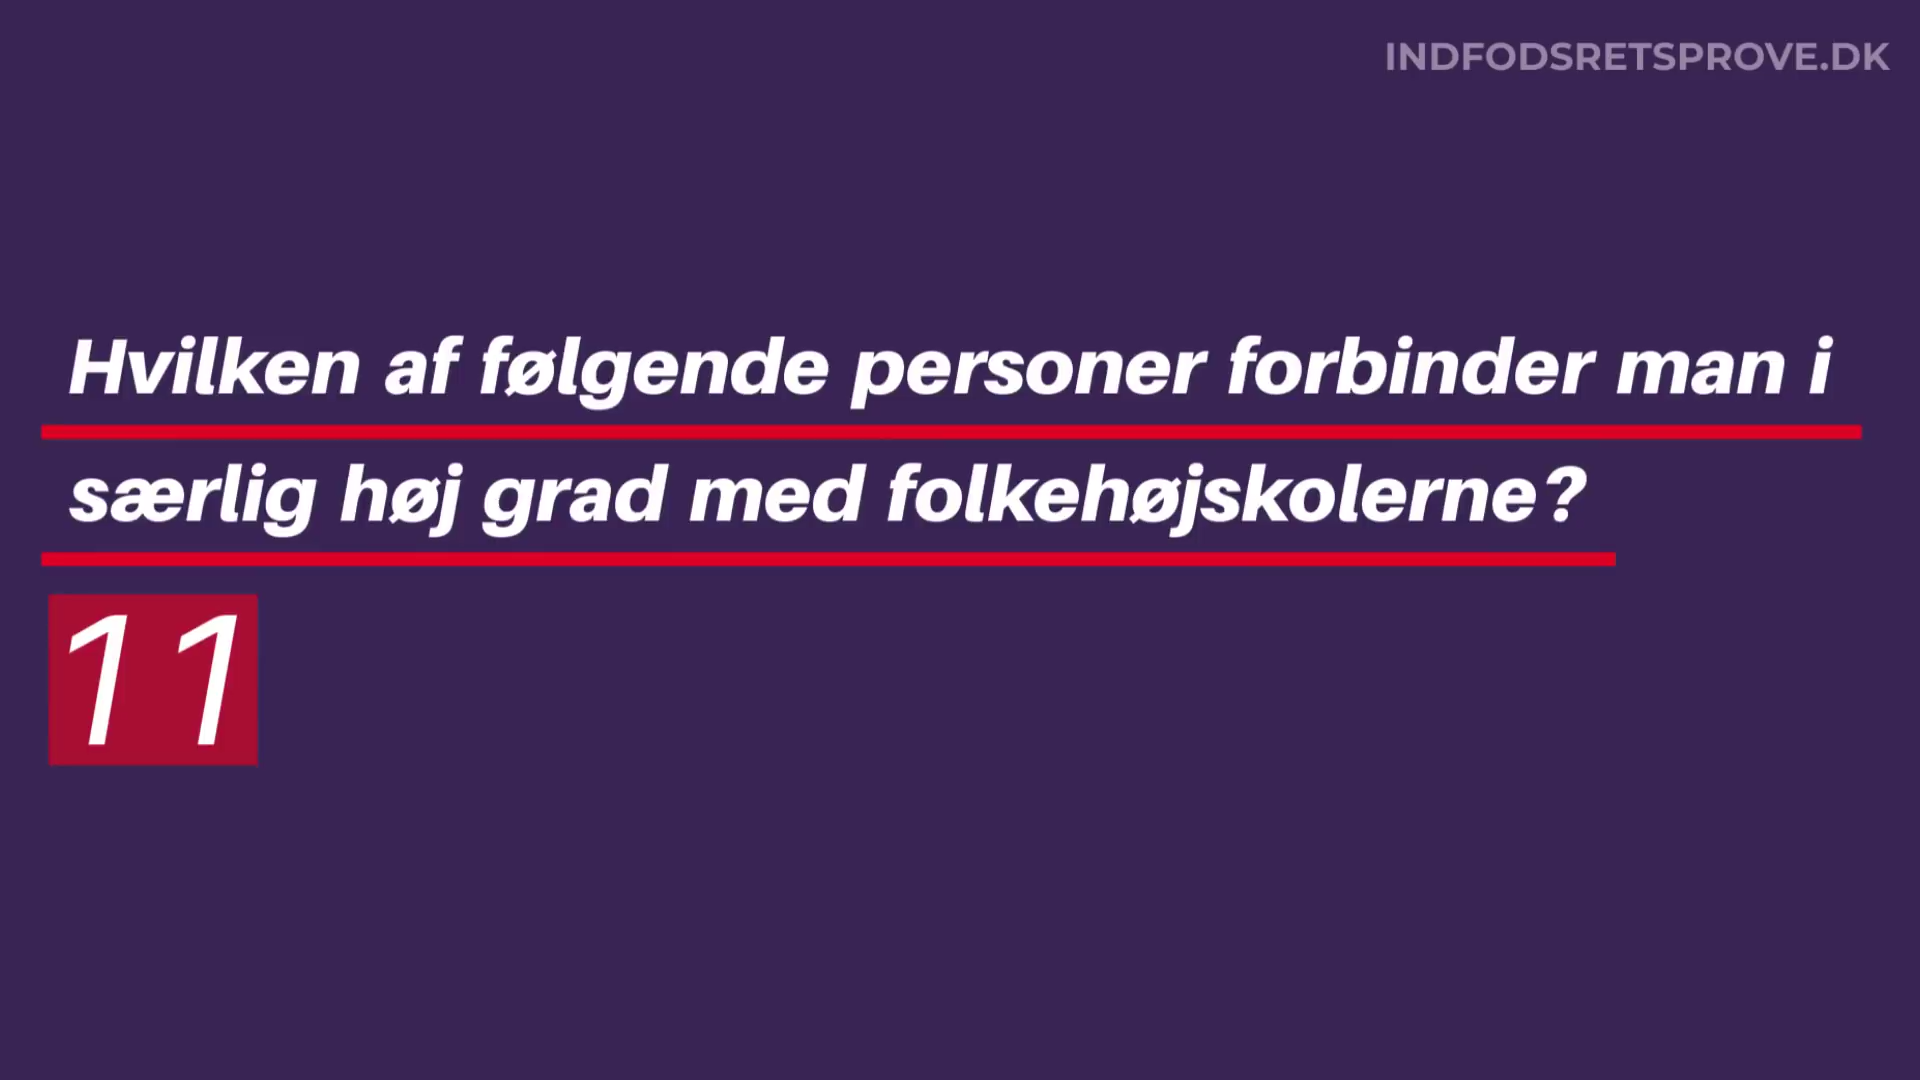 INDFODSRETSPROVE.DK
Hvilken af følgende personer forbinder man i
særlig høj grad med folkehøjskolerne?
11